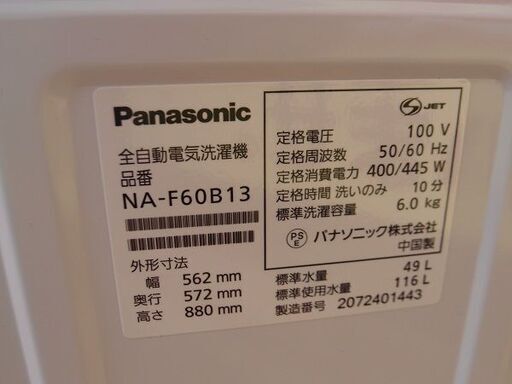 Panasonic
全自動電気洗濯機
品番
NA-F60B13
外形寸法
幅 562 mm
奥行 572 mm
高さ 880 mm
S JET
定格電圧 100 V
定格周波数 50/60 Hz
定格消費電力 400/445 W
定格時間 洗いのみ 10分
標準洗濯容量 6.0 kg
PS E パナソニック株式会社
中国製
標準水量 49 L
標準使用水量 116 L
製造番号 2072401443